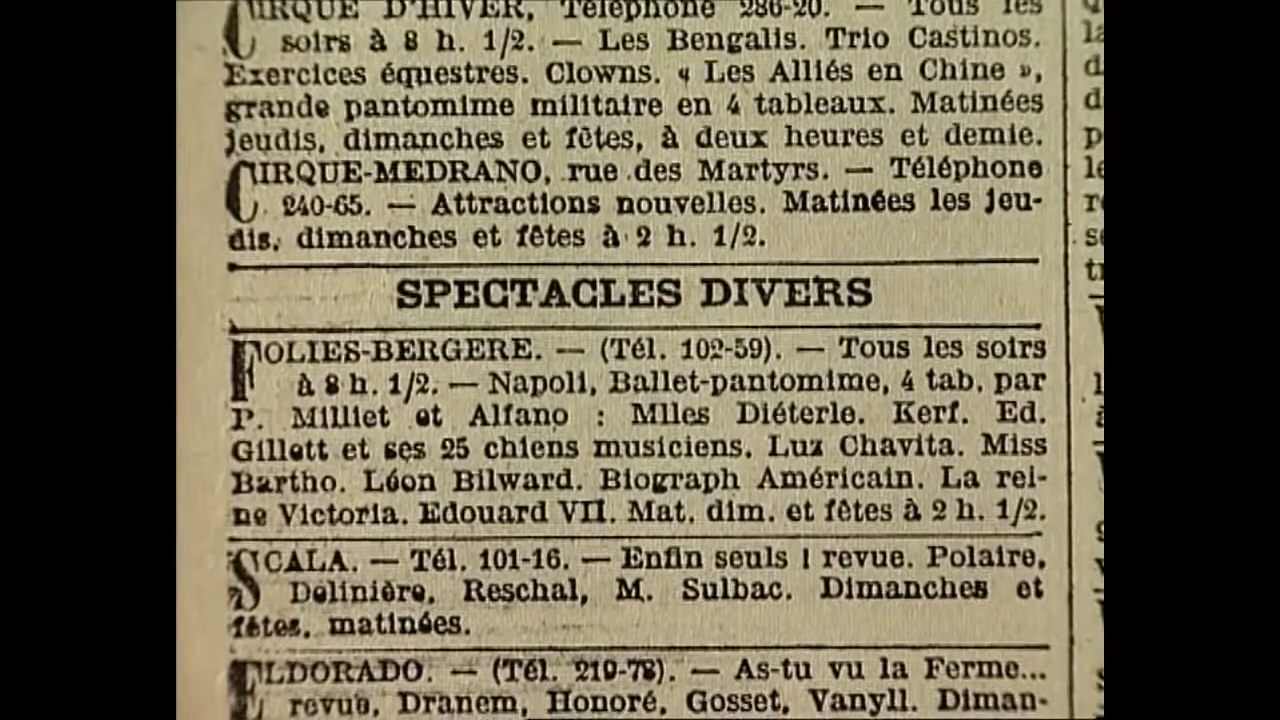 CIRQUE D'HIVER, Téléphone 286-20. — Tous les
soirs à 8 h. 1/2. — Les Bengalis. Trio Castinos.
Exercices équestres. Clowns. « Les Alliés en Chine »,
grande pantomime militaire en 4 tableaux. Matinées
jeudis, dimanches et fêtes, à deux heures et demie.
CIRQUE-MEDRANO, rue des Martyrs. — Téléphone
240-65. — Attractions nouvelles. Matinées les jeu-
dis, dimanches et fêtes à 2 h. 1/2.
SPECTACLES DIVERS
FOLIES-BERGERE. — (Tél. 102-59). — Tous les soirs
à 8 h. 1/2. — Napoli, Ballet-pantomime, 4 tab. par
P. Milliet et Alfano : Mlles Diéterle. Kerf. Ed.
Gillett et ses 25 chiens musiciens. Luz Chavita. Miss
Bartho. Léon Bilward. Biograph Américain. La rei-
ne Victoria. Edouard VII. Mat. dim. et fêtes à 2 h. 1/2.
SCALA. — Tél. 101-16. — Enfin seuls ! revue. Polaire,
Delinière, Reschal, M. Sulbac. Dimanches et
fêtes, matinées.
ELDORADO. — (Tél. 219-78). — As-tu vu la Ferme...
revue, Dranem, Honoré, Gosset, Vanyll. Diman-